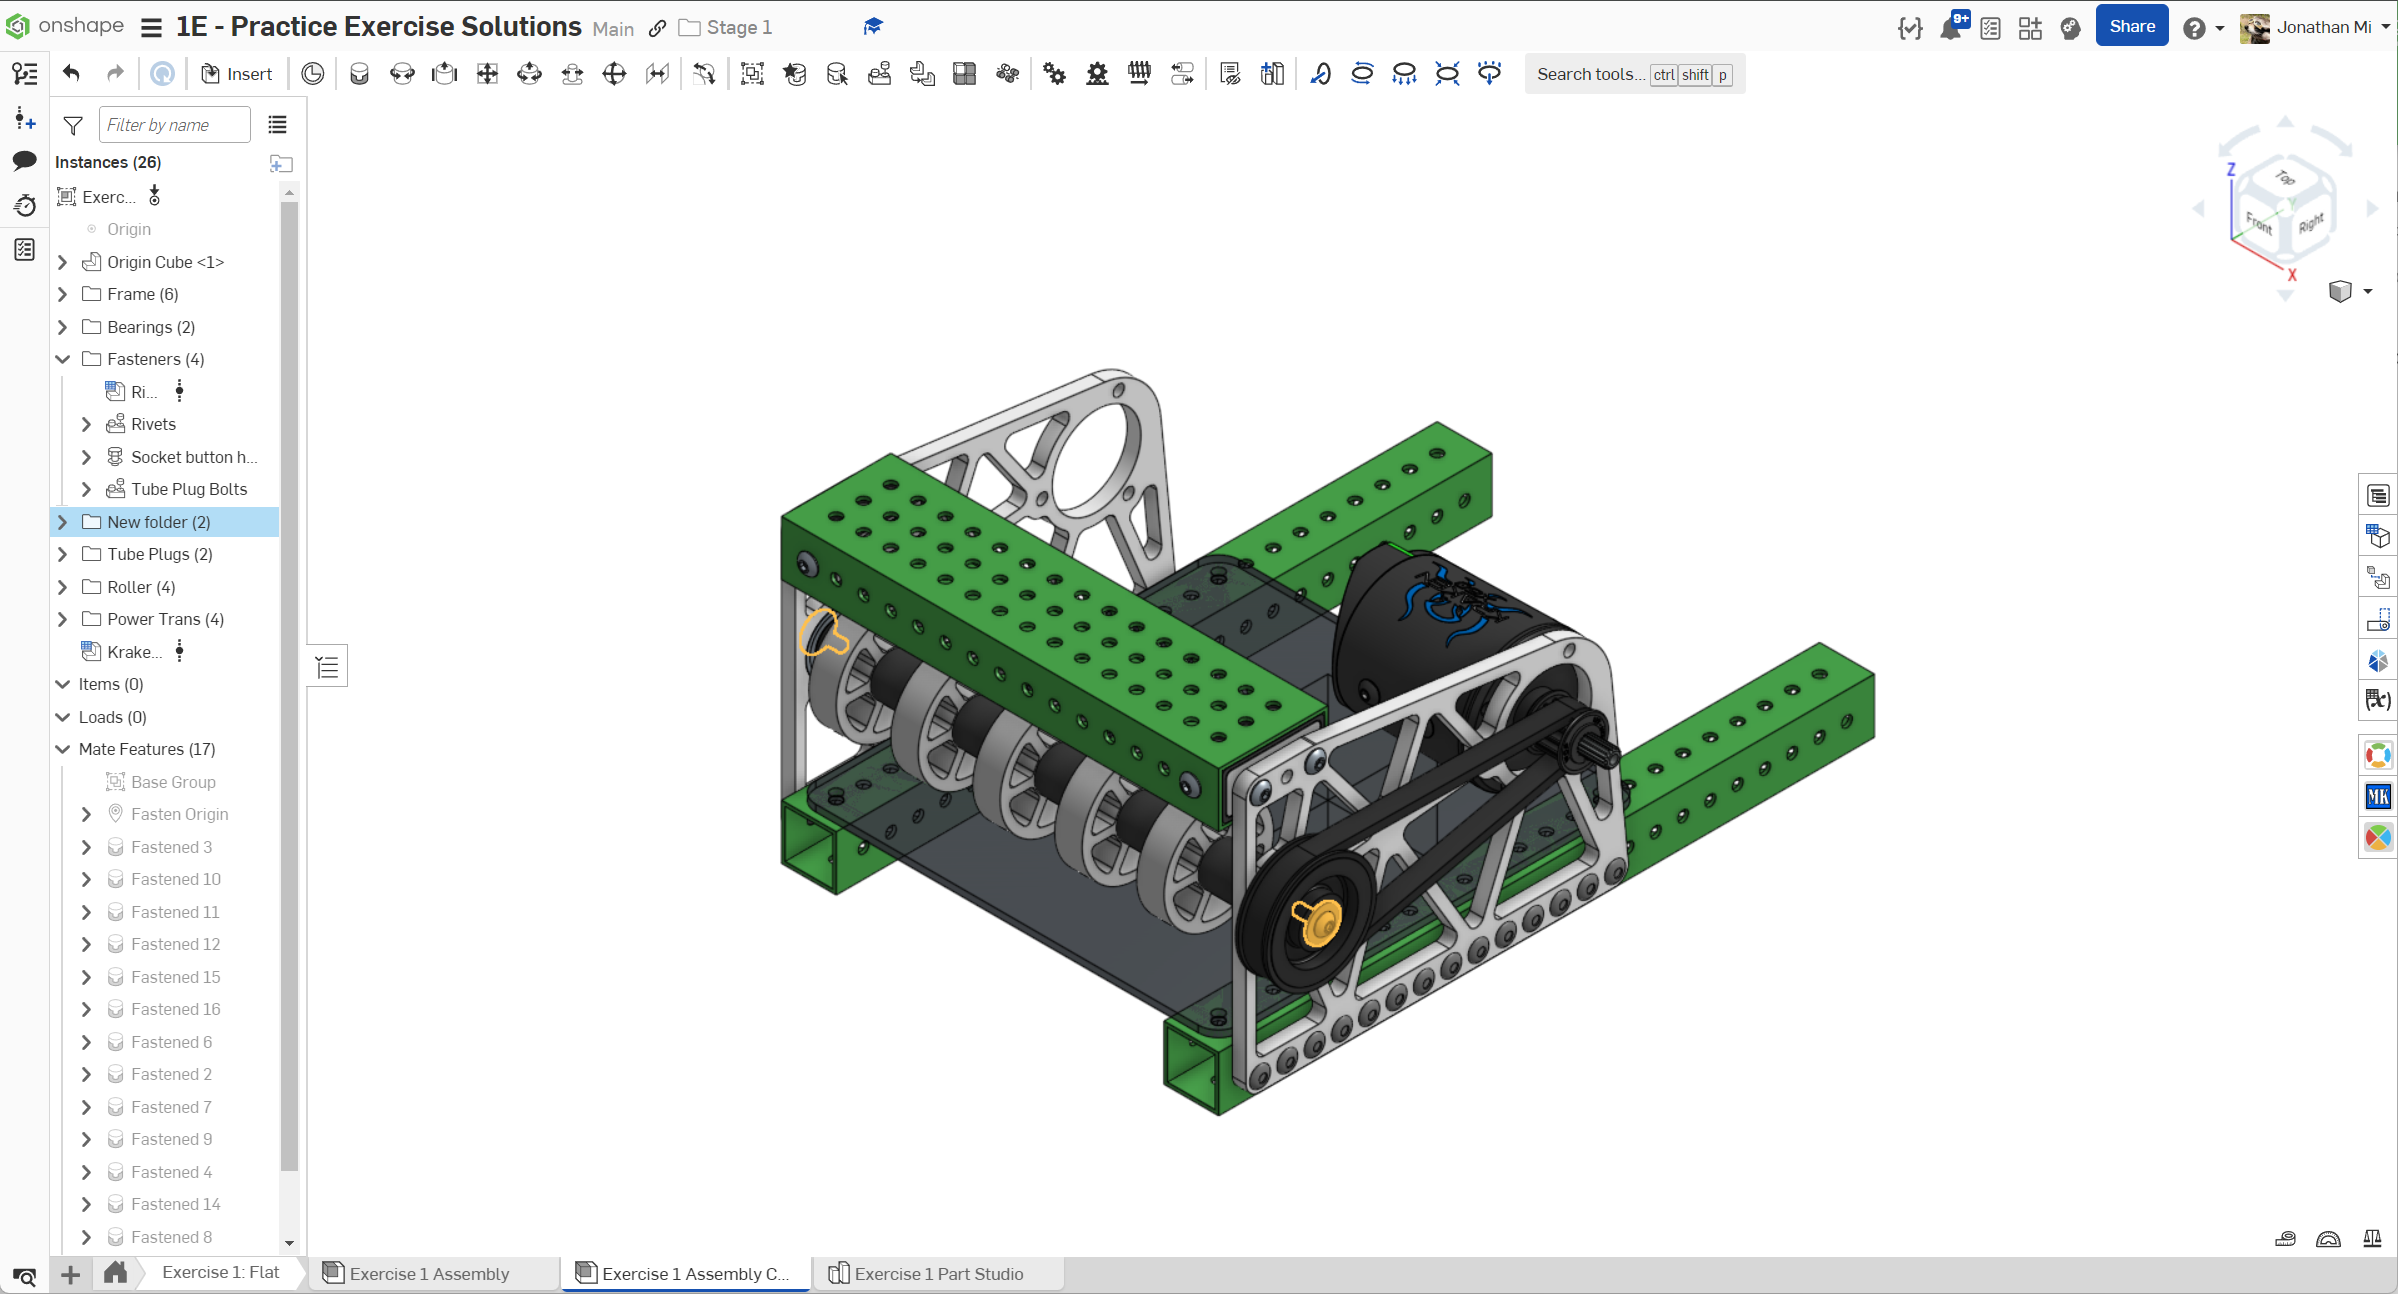 onshape
1E - Practice Exercise Solutions Main Stage 1
9+
Share
Jonathan Mi
Insert
Search tools... ctrl shift p
Filter by name
Instances (26)
Exerc...
Origin
Origin Cube <1>
Frame (6)
Bearings (2)
Fasteners (4)
Ri...
Rivets
Socket button h...
Tube Plug Bolts
New folder (2)
Tube Plugs (2)
Roller (4)
Power Trans (4)
Krake...
Items (0)
Loads (0)
Mate Features (17)
Base Group
Fasten Origin
Fastened 3
Fastened 10
Fastened 11
Fastened 12
Fastened 15
Fastened 16
Fastened 6
Fastened 2
Fastened 7
Fastened 9
Fastened 4
Fastened 14
Fastened 8
Z
Top
Y
Front
Right
X
(x)
MK
Exercise 1: Flat
Exercise 1 Assembly
Exercise 1 Assembly C...
Exercise 1 Part Studio